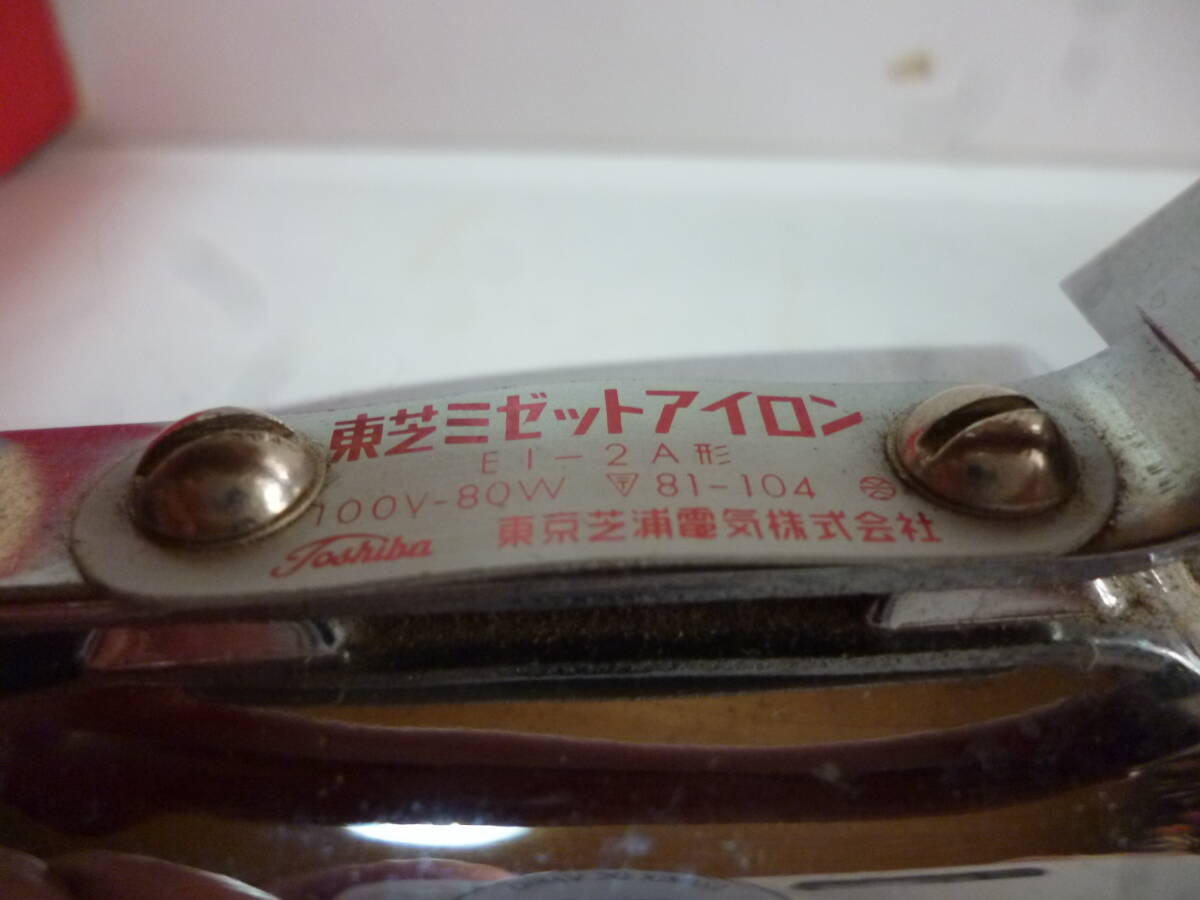 東芝ミゼットアイロン
EI-2A形
100V-80W 〒81-104
Toshiba 東京芝浦電気株式会社